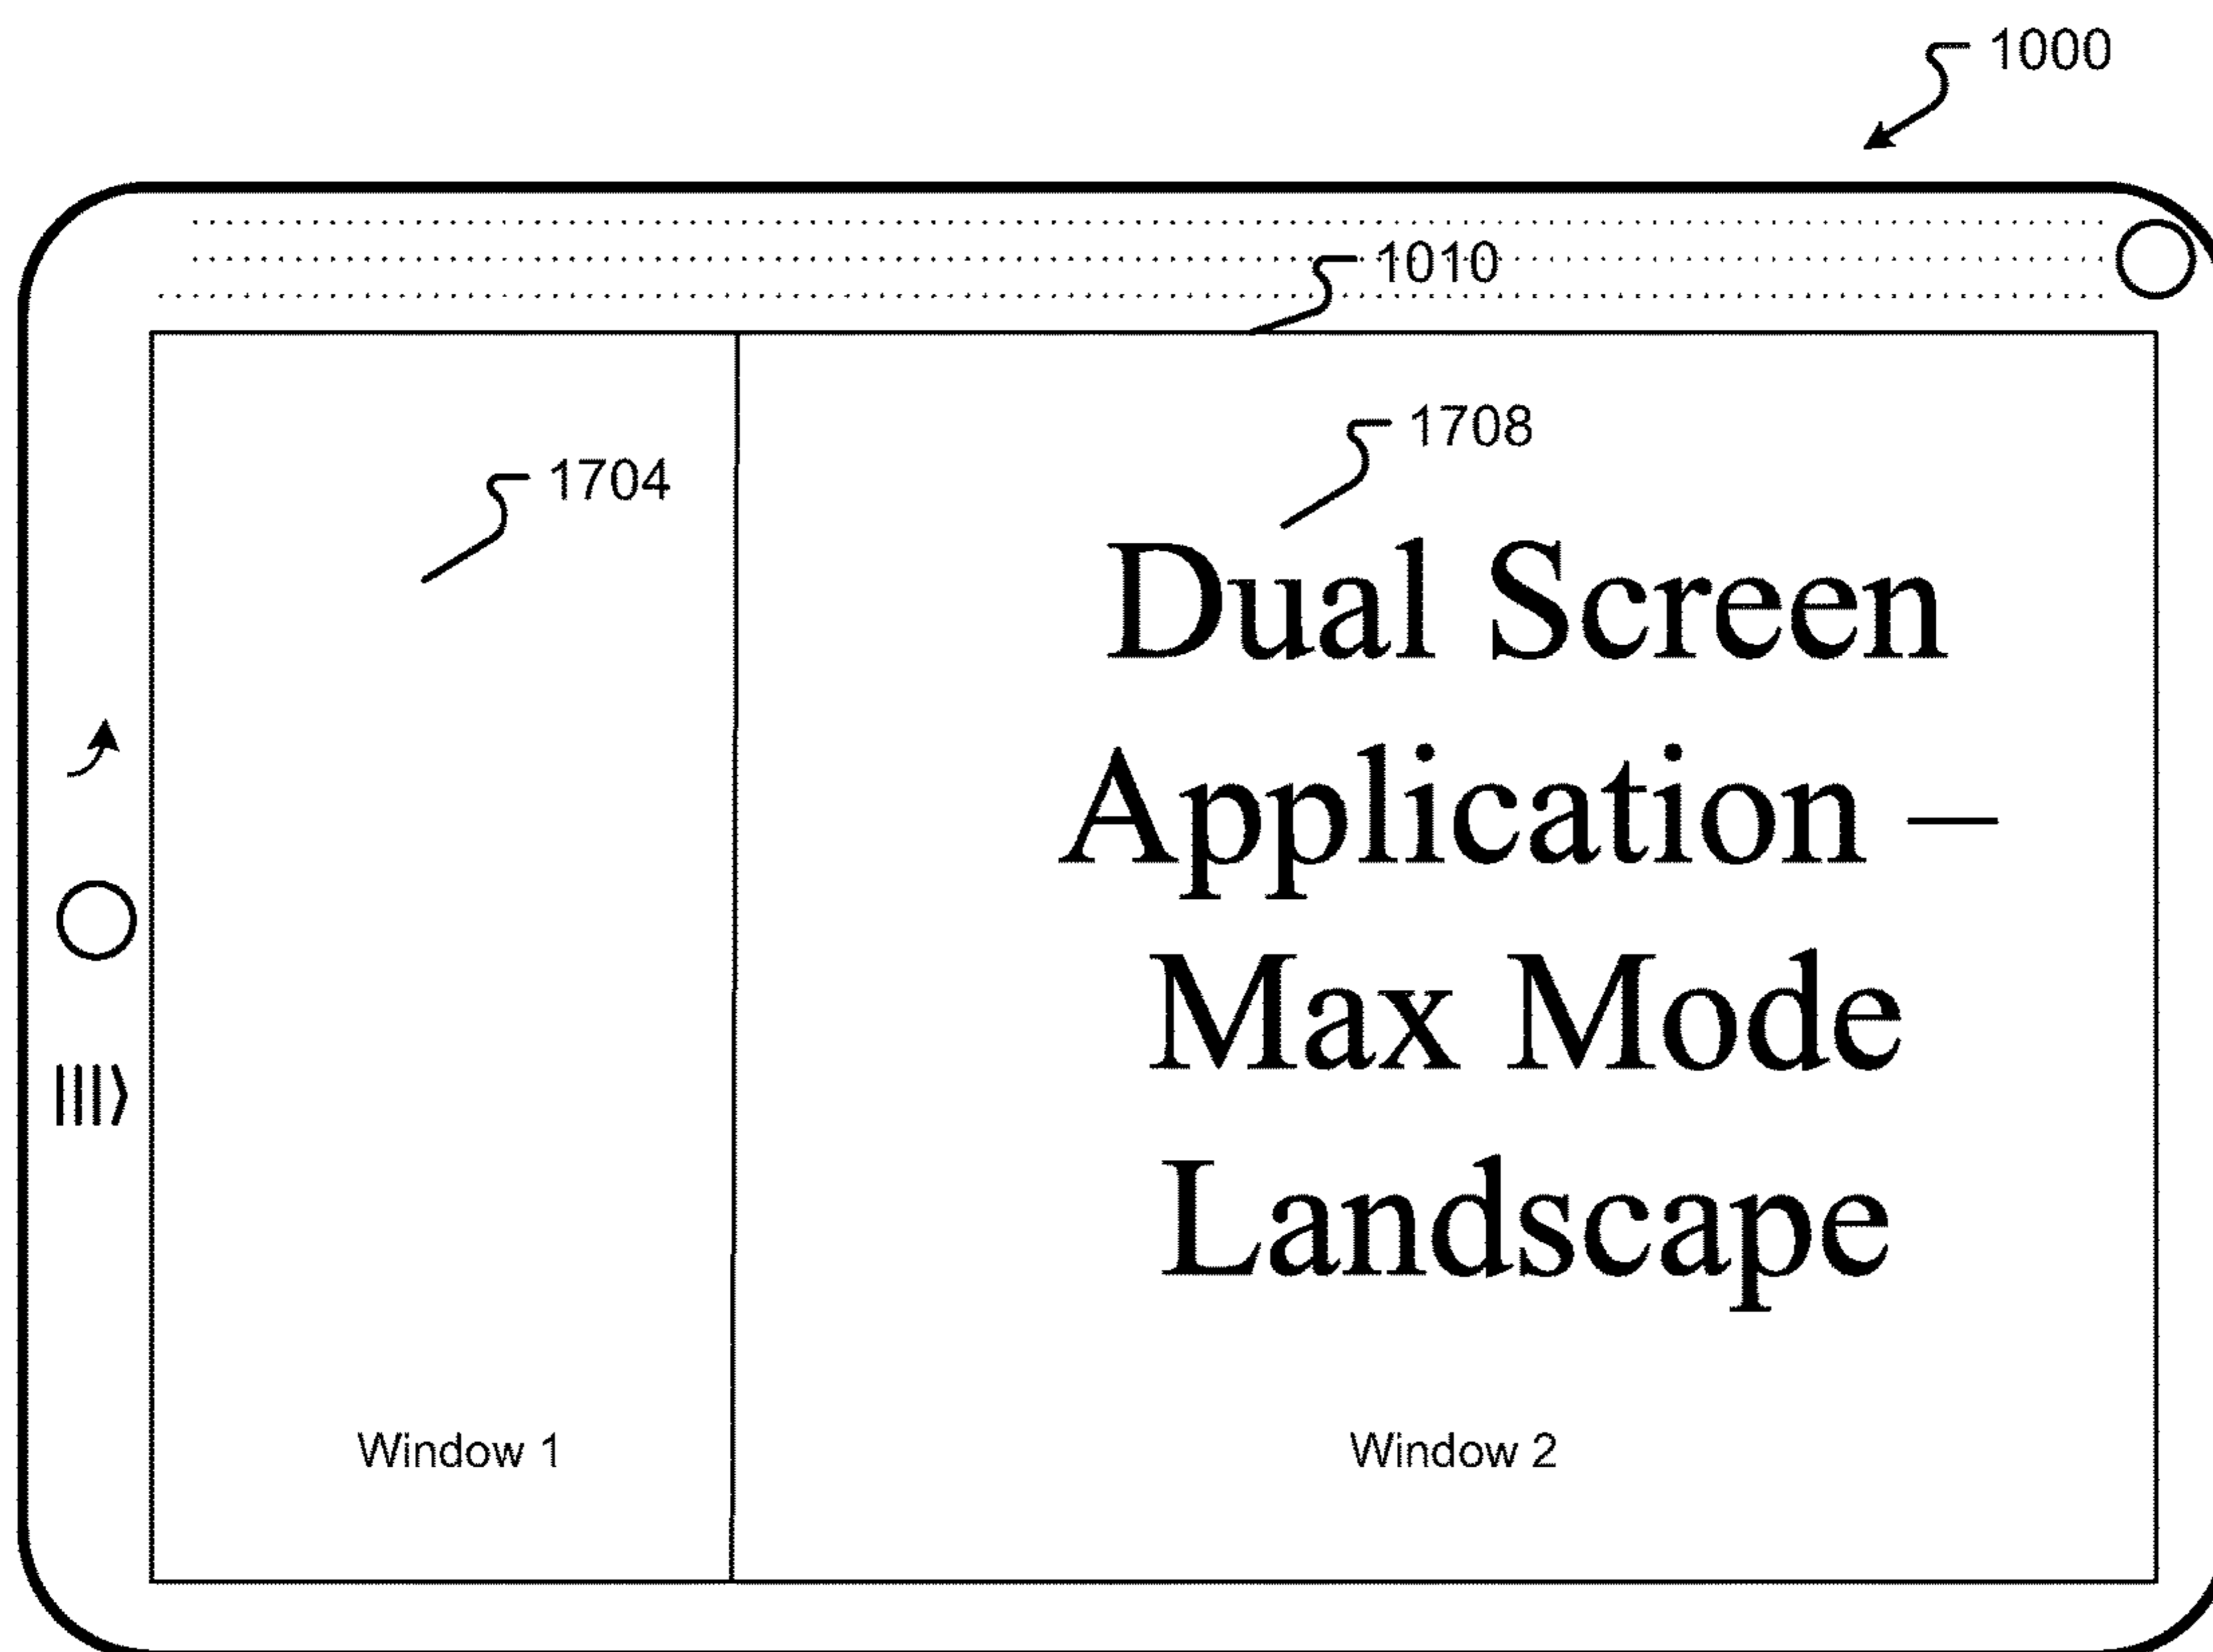 1000
1010
1708
1704
Dual Screen
Application –
Max Mode
Landscape
Window 1
Window 2